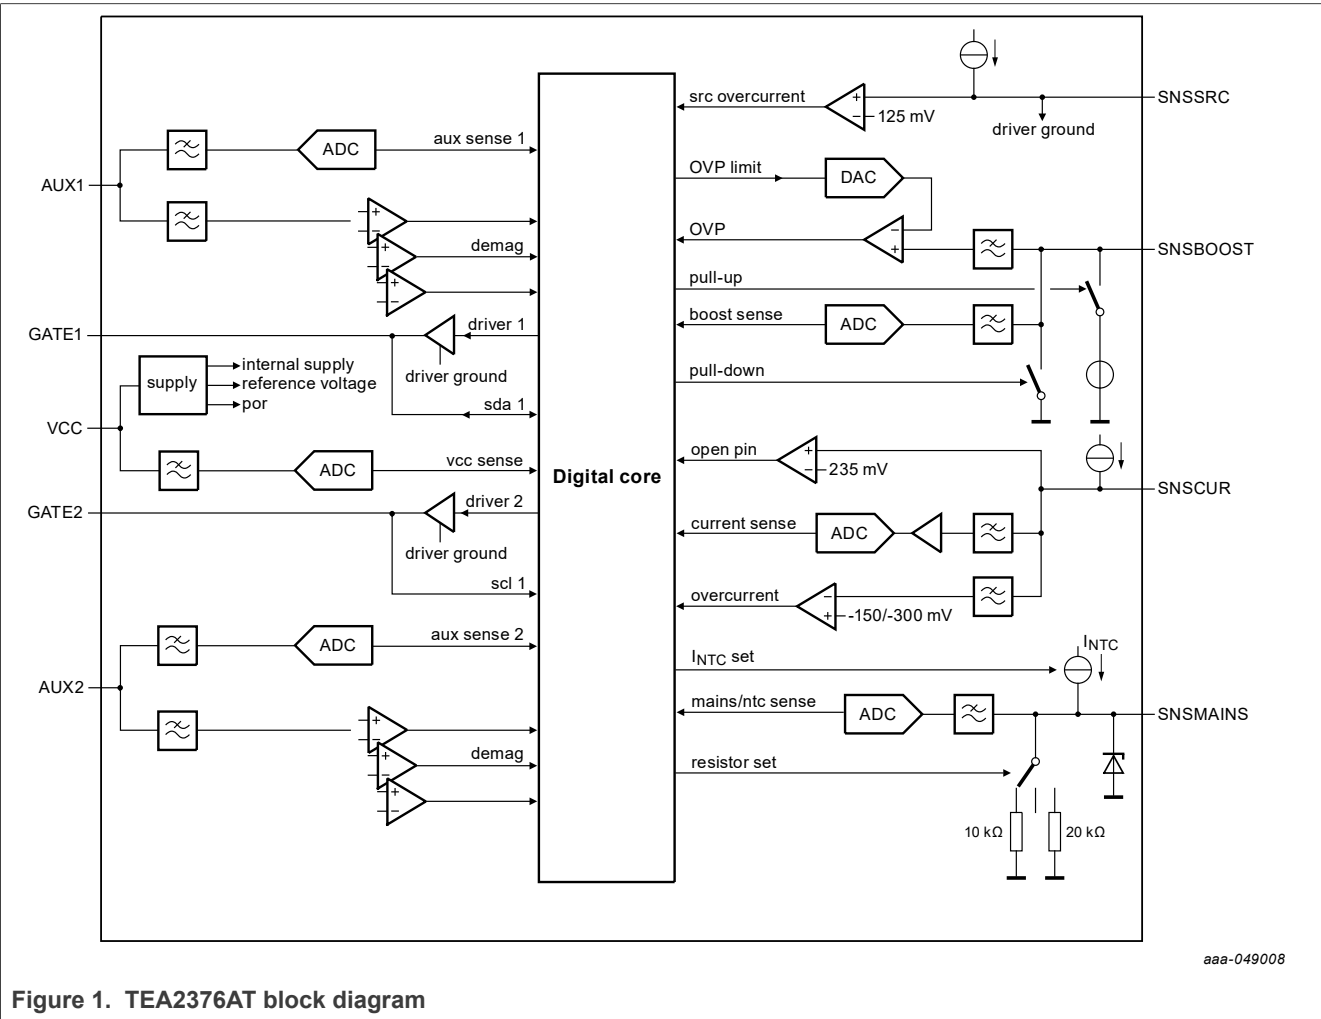 SNSSRC
src overcurrent
+
−
125 mV
driver ground
aux sense 1
ADC
AUX1
OVP limit
DAC
+
−
demag
+
−
+
−
OVP
−
+
SNSBOOST
pull-up
GATE1
driver 1
driver ground
boost sense
ADC
supply
internal supply
reference voltage
por
pull-down
sda 1
VCC
vcc sense
ADC
open pin
+
−
235 mV
Digital core
SNSCUR
GATE2
driver 2
driver ground
current sense
ADC
scl 1
overcurrent
−
+
-150/-300 mV
aux sense 2
ADC
INTC set
INTC
AUX2
mains/ntc sense
ADC
SNSMAINS
+
−
demag
+
−
+
−
resistor set
10 kΩ
20 kΩ
aaa-049008
Figure 1. TEA2376AT block diagram